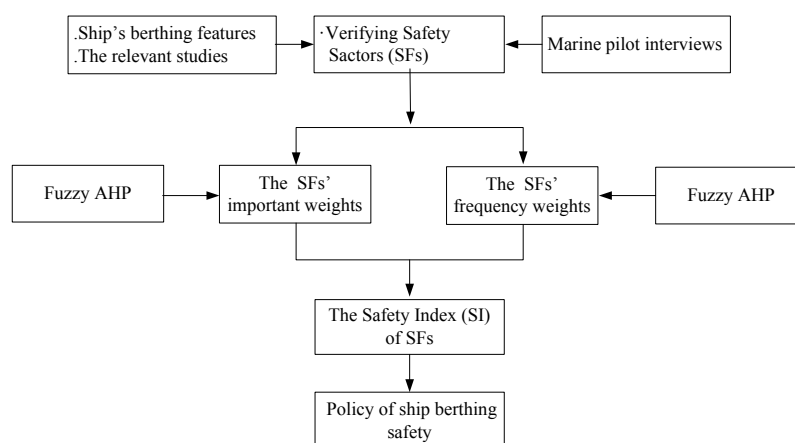 .Ship's berthing features
.The relevant studies
·Verifying Safety
Sactors (SFs)
Marine pilot interviews
Fuzzy AHP
The SFs'
important weights
The SFs'
frequency weights
Fuzzy AHP
The Safety Index (SI)
of SFs
Policy of ship berthing
safety